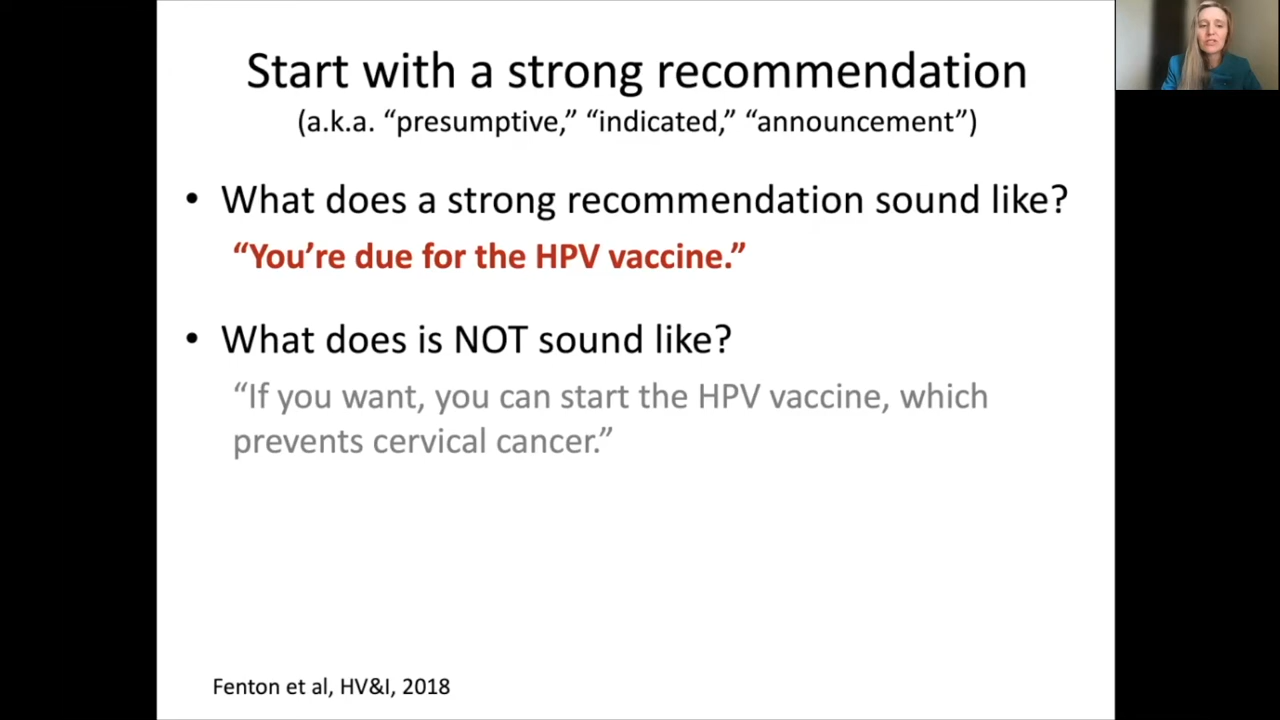 Start with a strong recommendation
(a.k.a. “presumptive,” “indicated,” “announcement”)
• What does a strong recommendation sound like?
“You’re due for the HPV vaccine.”
• What does is NOT sound like?
“If you want, you can start the HPV vaccine, which
prevents cervical cancer.”
Fenton et al, HV&I, 2018